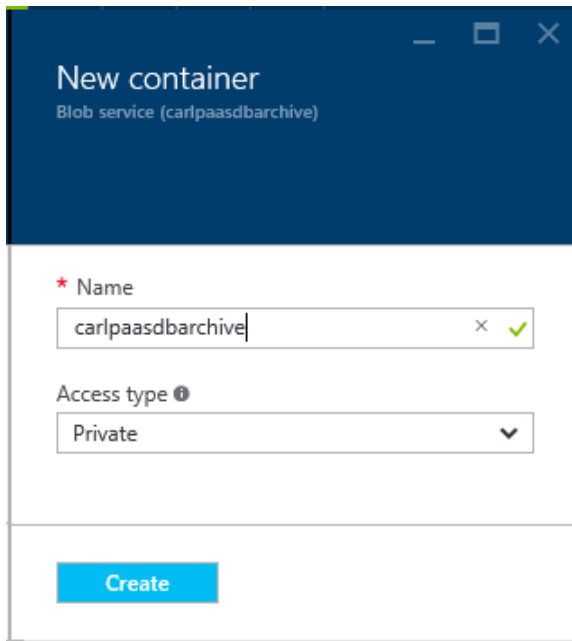 New container
Blob service (carlpaasdbarchive)
* Name
carlpaasdbarchive
Access type
Private
Create